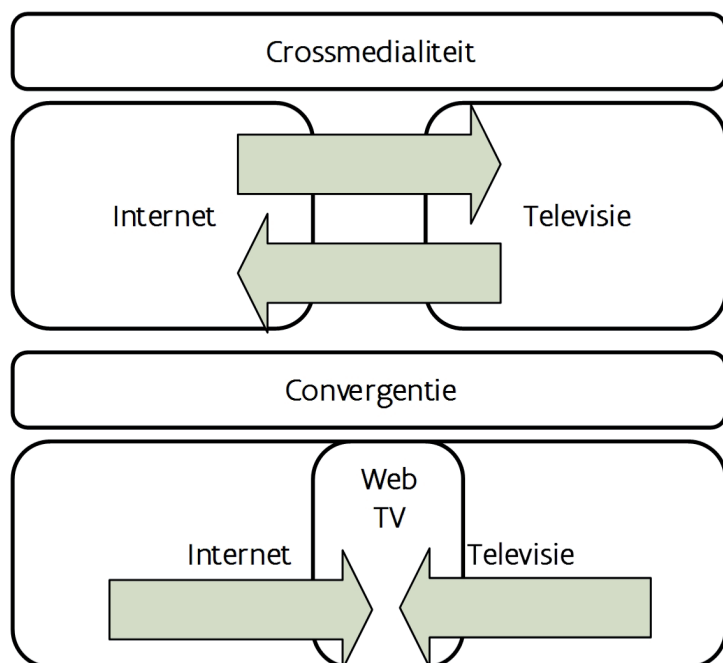 Crossmedialiteit
Internet
Televisie
Convergentie
Web
TV
Internet
Televisie